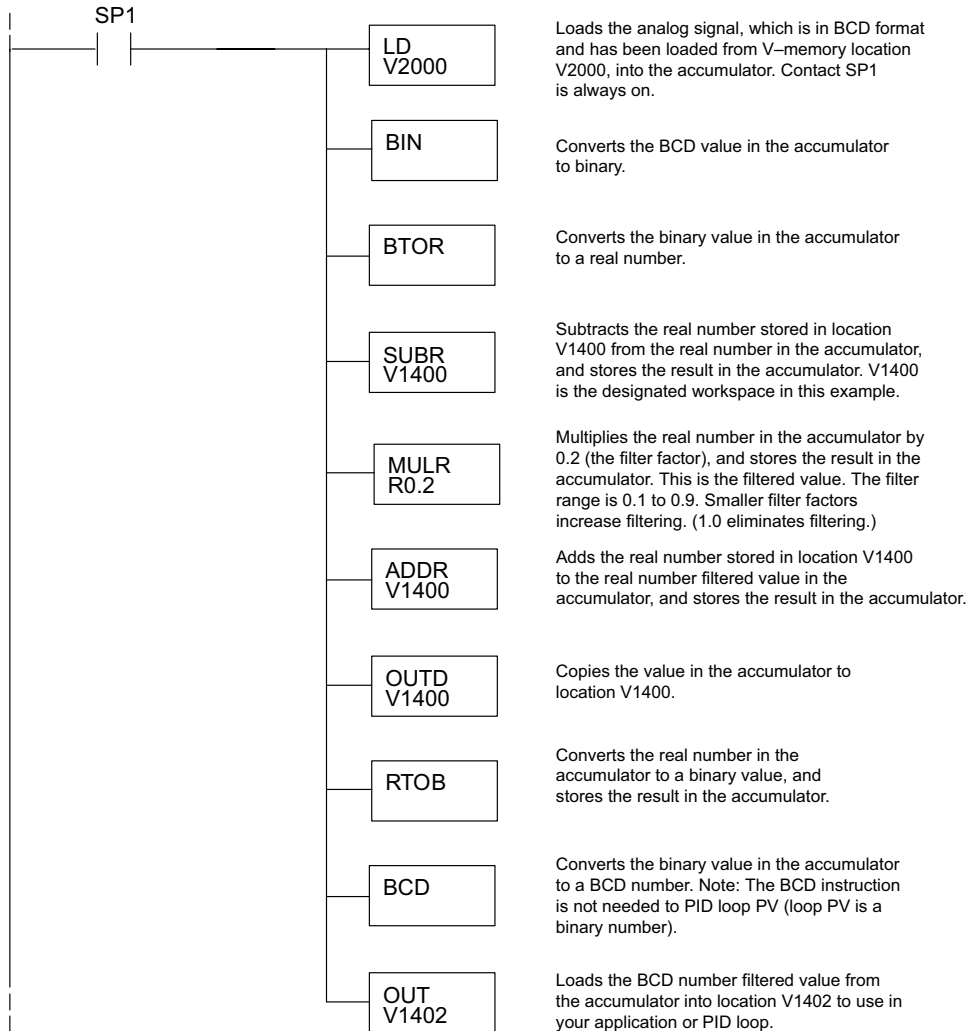 SP1
LD
V2000
Loads the analog signal, which is in BCD format
and has been loaded from V–memory location
V2000, into the accumulator. Contact SP1
is always on.
BIN
Converts the BCD value in the accumulator
to binary.
BTOR
Converts the binary value in the accumulator
to a real number.
SUBR
V1400
Subtracts the real number stored in location
V1400 from the real number in the accumulator,
and stores the result in the accumulator. V1400
is the designated workspace in this example.
MULR
R0.2
Multiplies the real number in the accumulator by
0.2 (the filter factor), and stores the result in the
accumulator. This is the filtered value. The filter
range is 0.1 to 0.9. Smaller filter factors
increase filtering. (1.0 eliminates filtering.)
ADDR
V1400
Adds the real number stored in location V1400
to the real number filtered value in the
accumulator, and stores the result in the accumulator.
OUTD
V1400
Copies the value in the accumulator to
location V1400.
RTOB
Converts the real number in the
accumulator to a binary value, and
stores the result in the accumulator.
BCD
Converts the binary value in the accumulator
to a BCD number. Note: The BCD instruction
is not needed to PID loop PV (loop PV is a
binary number).
OUT
V1402
Loads the BCD number filtered value from
the accumulator into location V1402 to use in
your application or PID loop.